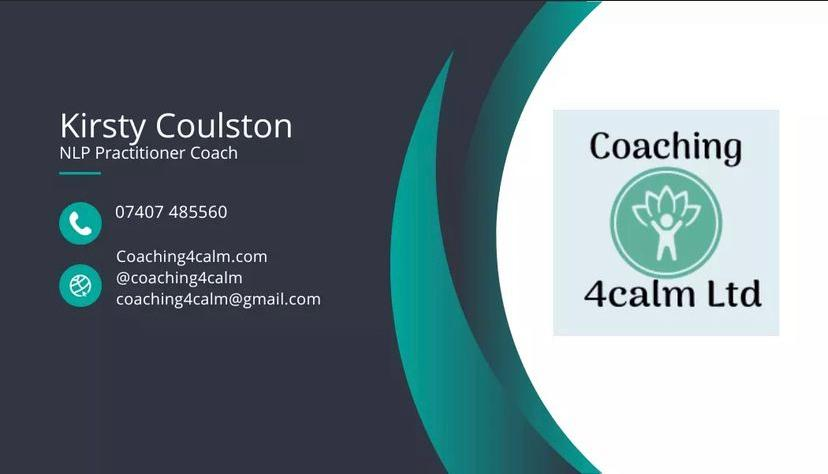 Kirsty Coulston
NLP Practitioner Coach
07407 485560
Coaching4calm.com
@coaching4calm
coaching4calm@gmail.com
Coaching
4calm Ltd